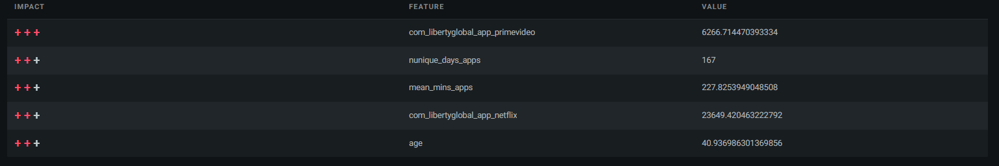 IMPACT FEATURE VALUE
+++ com_libertyglobal_app_primevideo 6266.714470393334
+++ nunique_days_apps 167
+++ mean_mins_apps 227.8253949048508
+++ com_libertyglobal_app_netflix 23649.420463222792
+++ age 40.936986301369856